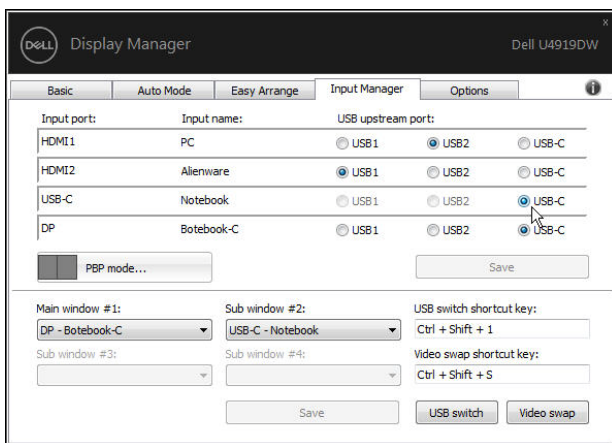 x
DELL Display Manager Dell U4919DW
Basic Auto Mode Easy Arrange Input Manager Options i
Input port: Input name: USB upstream port:
HDMI1 PC USB1 USB2 USB-C
HDMI2 Alienware USB1 USB2 USB-C
USB-C Notebook USB1 USB2 USB-C
DP Botebook-C USB1 USB2 USB-C
PBP mode... Save
Main window #1: Sub window #2: USB switch shortcut key:
DP - Botebook-C USB-C - Notebook Ctrl + Shift + 1
Sub window #3: Sub window #4: Video swap shortcut key:
Ctrl + Shift + S
Save USB switch Video swap